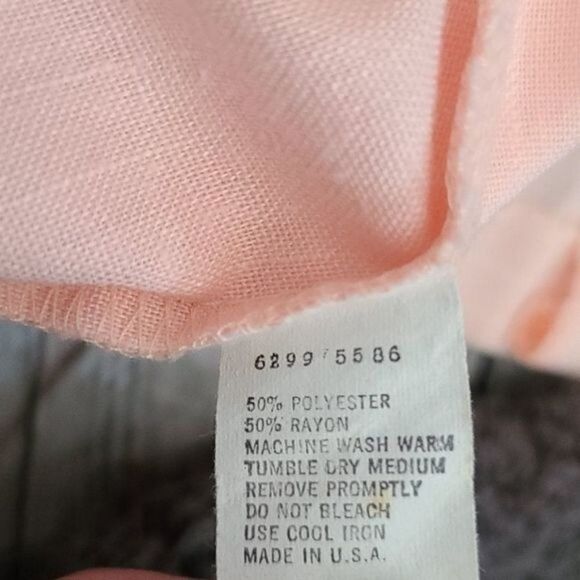 6299 5586
50% POLYESTER
50% RAYON
MACHINE WASH WARM
TUMBLE DRY MEDIUM
REMOVE PROMPTLY
DO NOT BLEACH
USE COOL IRON
MADE IN U.S.A.